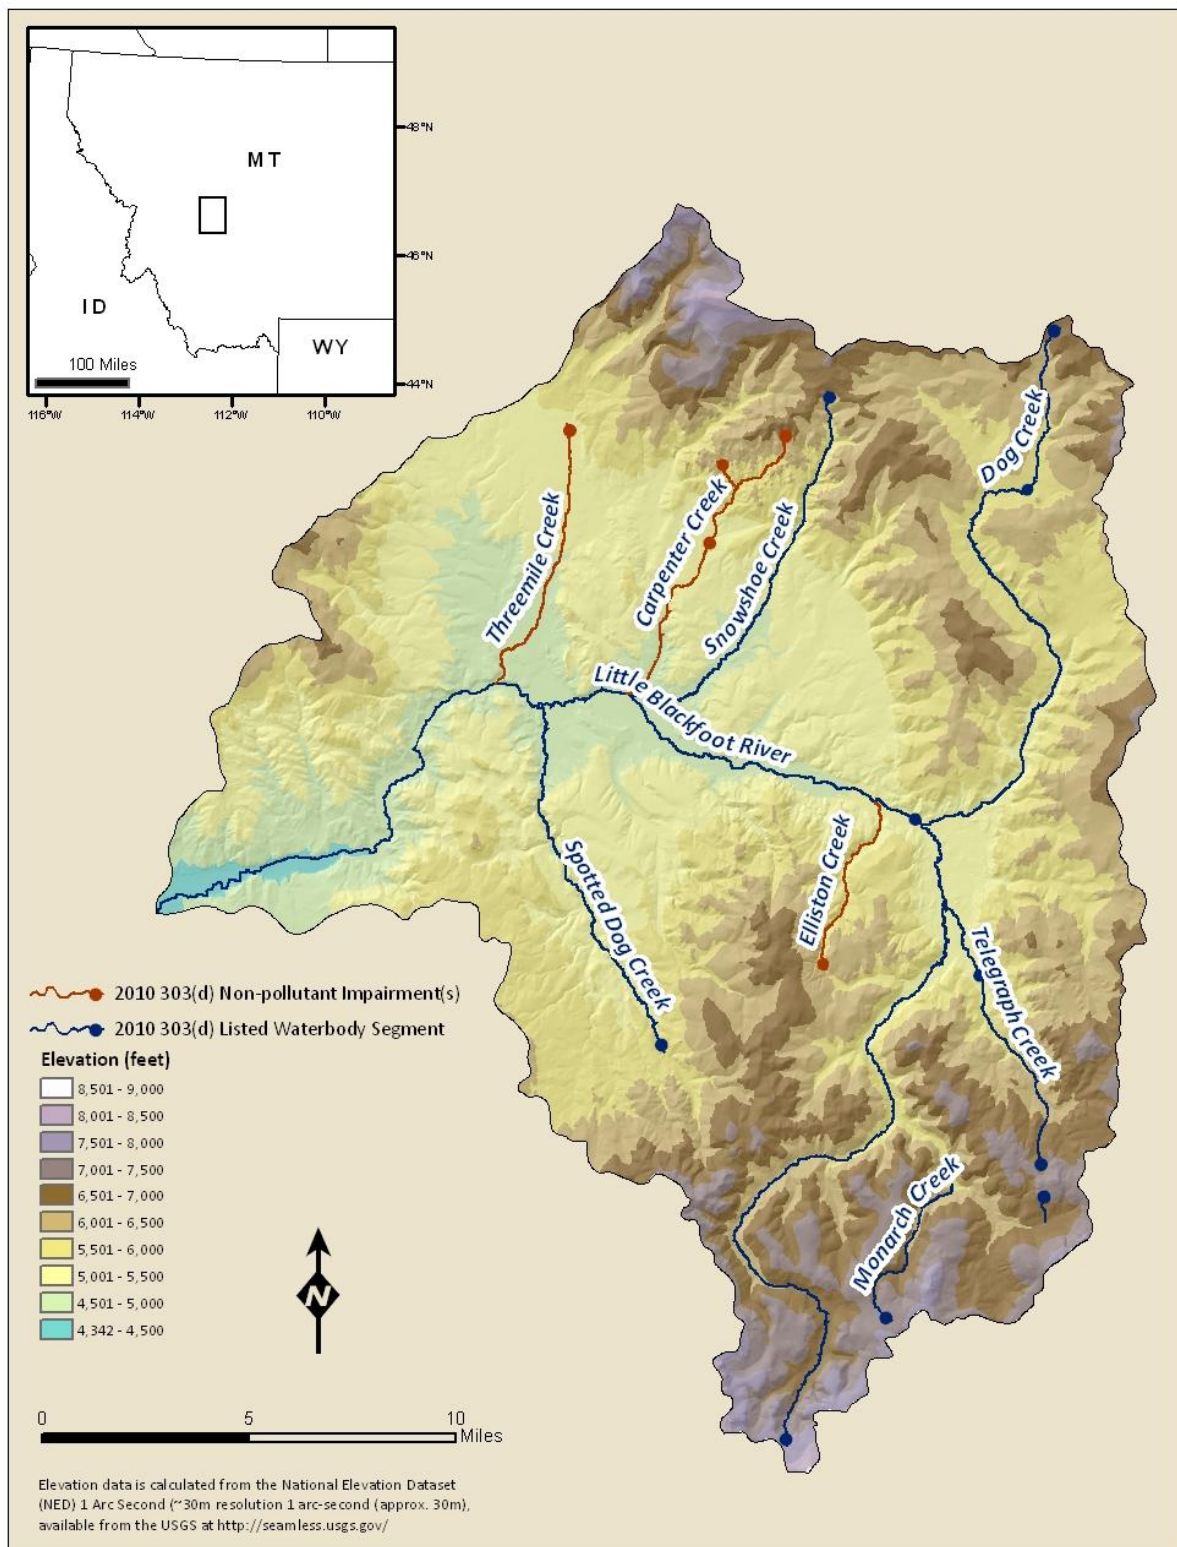 MT
ID
WY
100 Miles
48°N
46°N
44°N
116°W
114°W
112°W
110°W
Dog Creek
Threemile Creek
Carpenter Creek
Snowshoe Creek
Little Blackfoot River
Spotted Dog Creek
Elliston Creek
Telegraph Creek
Monarch Creek
2010 303(d) Non-pollutant Impairment(s)
2010 303(d) Listed Waterbody Segment
Elevation (feet)
8,501 - 9,000
8,001 - 8,500
7,501 - 8,000
7,001 - 7,500
6,501 - 7,000
6,001 - 6,500
5,501 - 6,000
5,001 - 5,500
4,501 - 5,000
4,342 - 4,500
N
0 5 10
Miles
Elevation data is calculated from the National Elevation Dataset
(NED) 1 Arc Second (~30m resolution 1 arc-second (approx. 30m),
available from the USGS at http://seamless.usgs.gov/